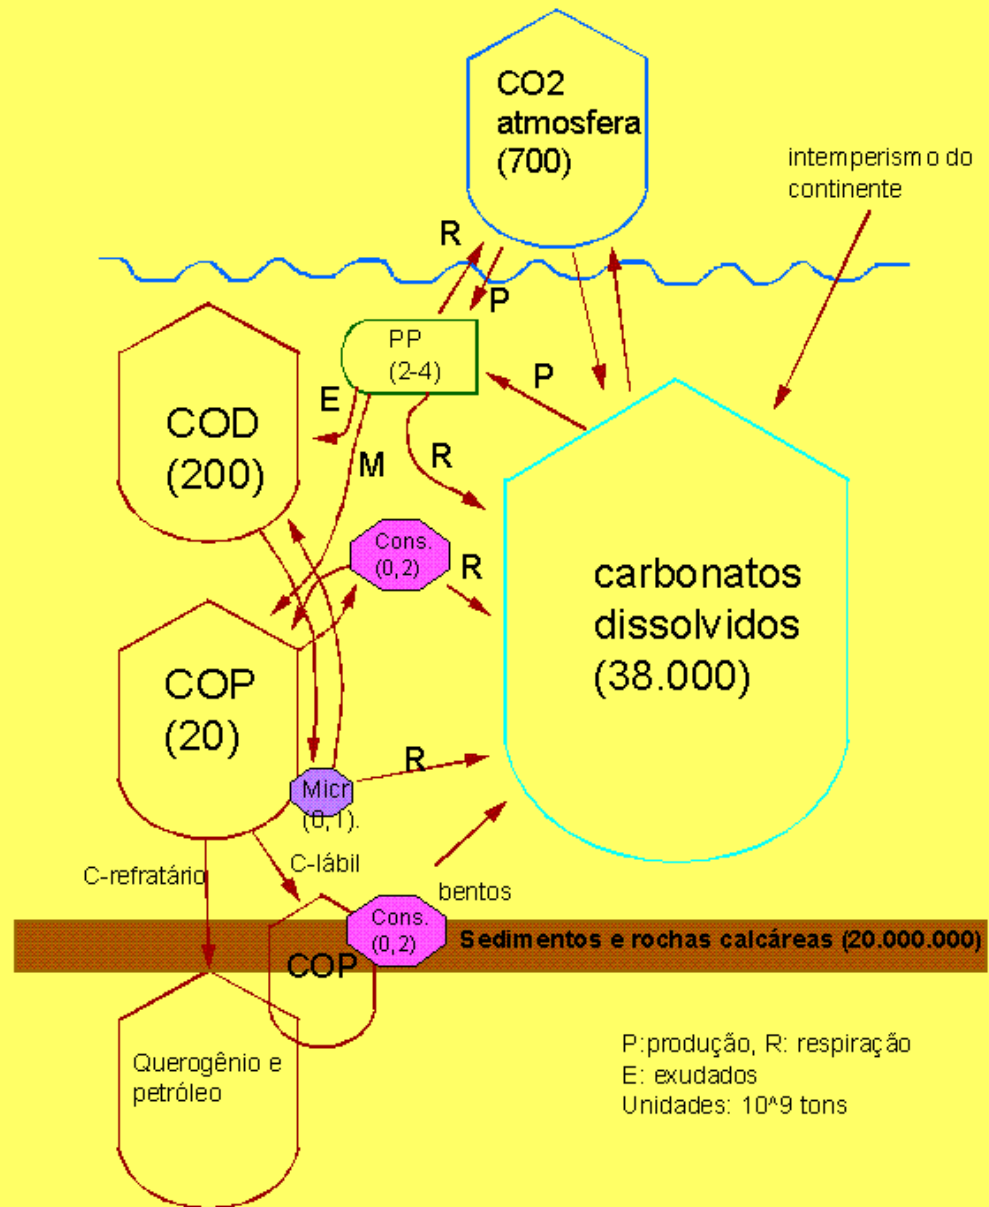 CO2
atmosfera
(700)
intemperismo do
continente
R
P
PP
(2-4)
P
E
COD
(200)
M
R
Cons.
(0,2)
R
carbonatos
dissolvidos
(38.000)
COP
(20)
R
Micr
(0,1).
C-lábil
C-refratário
bentos
Cons.
(0,2)
Sedimentos e rochas calcáreas (20.000.000)
COP
Querogênio e
petróleo
P:produção, R: respiração
E: exudados
Unidades: 10^9 tons